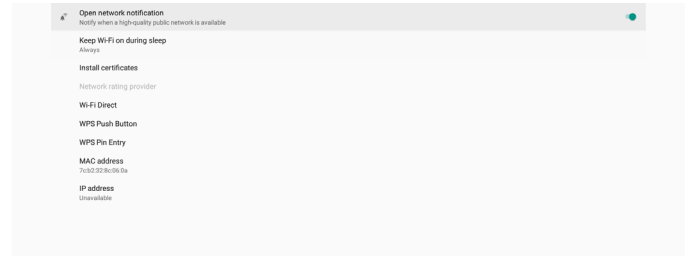 Open network notification
Notify when a high-quality public network is available
Keep Wi-Fi on during sleep
Always
Install certificates
Network rating provider
Wi-Fi Direct
WPS Push Button
WPS Pin Entry
MAC address
7c:b2:32:8c:06:0a
IP address
Unavailable